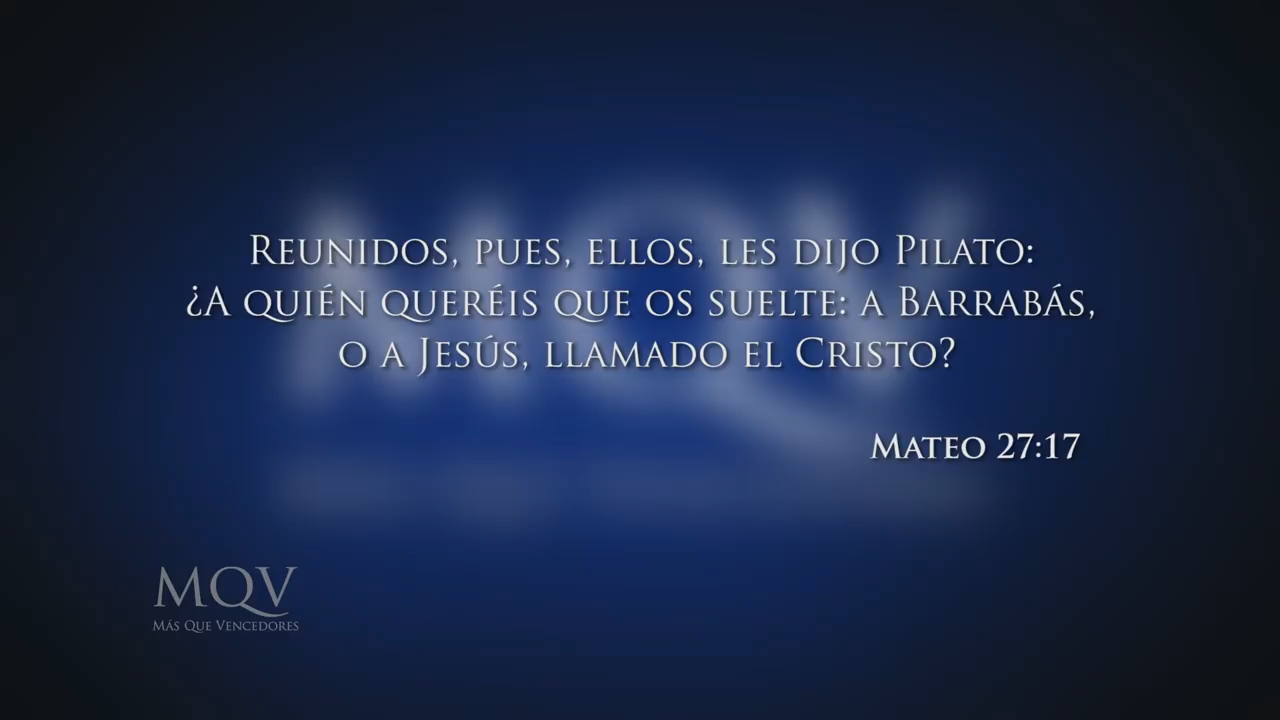 Reunidos, pues, ellos, les dijo Pilato:
¿A quién queréis que os suelte: a Barrabás,
o a Jesús, llamado el Cristo?
Mateo 27:17
MQV
Más Que Vencedores